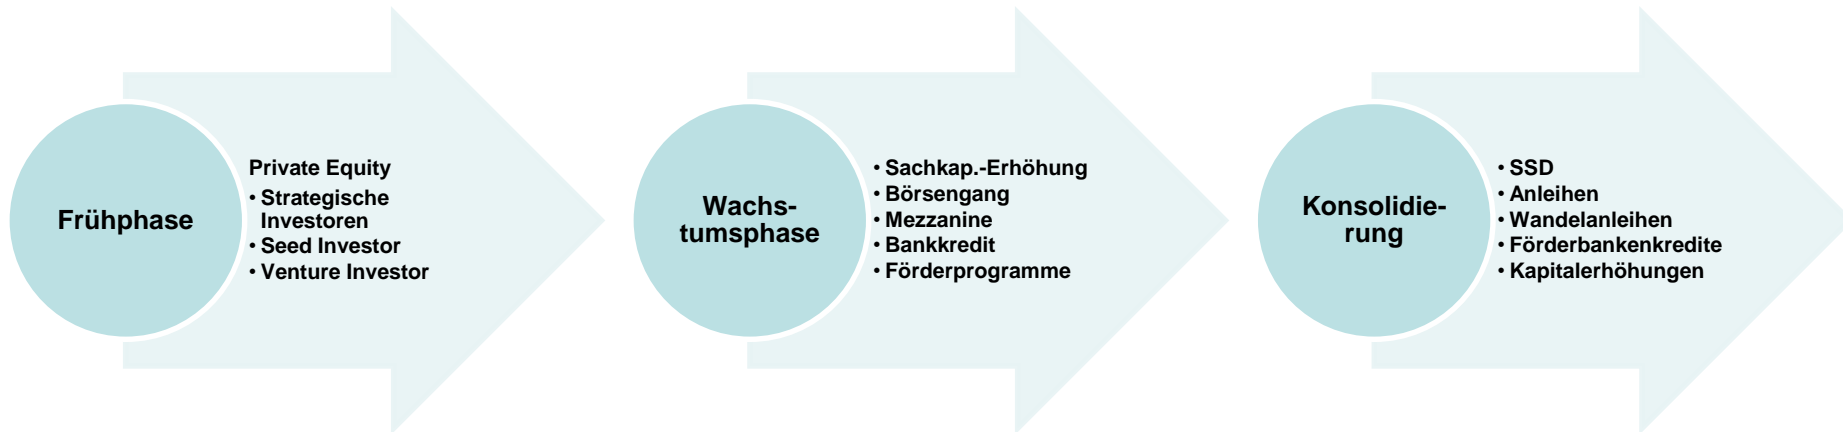 Frühphase
Private Equity
• Strategische
Investoren
• Seed Investor
• Venture Investor
Wachs-
tumsphase
• Sachkap.-Erhöhung
• Börsengang
• Mezzanine
• Bankkredit
• Förderprogramme
Konsolidie-
rung
• SSD
• Anleihen
• Wandelanleihen
• Förderbankenkredite
• Kapitalerhöhungen